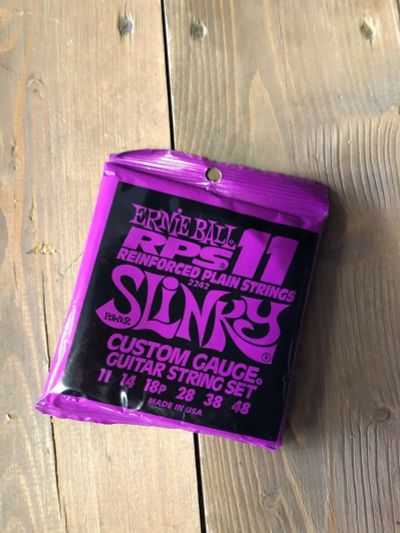 ERNIE BALL®
RPS® 11
REINFORCED PLAIN STRINGS
2242
POWER SLINKY®
CUSTOM GAUGE®
GUITAR STRING SET
11 14 18P 28 38 48
MADE IN USA